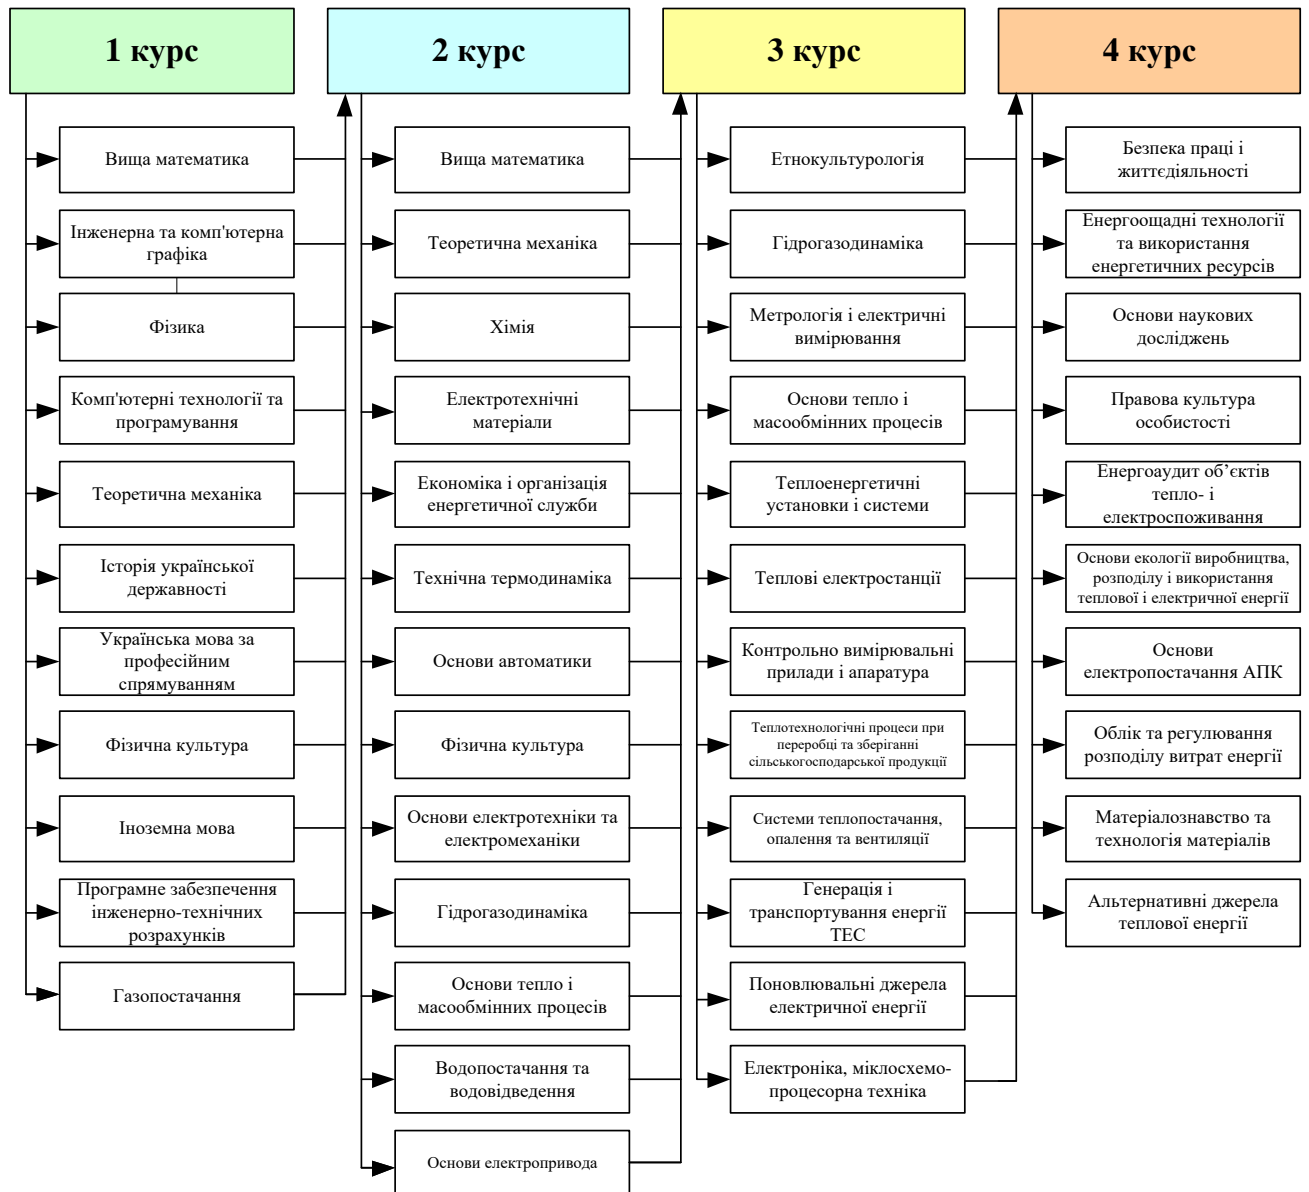 1 курс
Вища математика
Інженерна та комп'ютерна
графіка
Фізика
Комп'ютерні технології та
програмування
Теоретична механіка
Історія української
державності
Українська мова за
професійним
спрямуванням
Фізична культура
Іноземна мова
Програмне забезпечення
інженерно-технічних
розрахунків
Газопостачання
2 курс
Вища математика
Теоретична механіка
Хімія
Електротехнічні
матеріали
Економіка і організація
енергетичної служби
Технічна термодинаміка
Основи автоматики
Фізична культура
Основи електротехніки та
електромеханіки
Гідрогазодинаміка
Основи тепло і
масообмінних процесів
Водопостачання та
водовідведення
Основи електропривода
3 курс
Етнокультурологія
Гідрогазодинаміка
Метрологія і електричні
вимірювання
Основи тепло і
масообмінних процесів
Теплоенергетичні
установки і системи
Теплові електростанції
Контрольно вимірювальні
прилади і апаратура
Теплотехнологічні процеси при
переробці та зберіганні
сільськогосподарської продукції
Системи теплопостачання,
опалення та вентиляції
Генерація і
транспортування енергії
ТЕС
Поновлювальні джерела
електричної енергії
Електроніка, міклосхемо-
процесорна техніка
4 курс
Безпека праці і
життєдіяльності
Енергоощадні технології
та використання
енергетичних ресурсів
Основи наукових
досліджень
Правова культура
особистості
Енергоаудит об’єктів
тепло- і
електроспоживання
Основи екології виробництва,
розподілу і використання
теплової і електричної енергії
Основи
електропостачання АПК
Облік та регулювання
розподілу витрат енергії
Матеріалознавство та
технологія матеріалів
Альтернативні джерела
теплової енергії